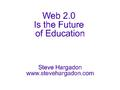 Web 2.0
Is the Future
of Education
Steve Hargadon
www.stevehargadon.com